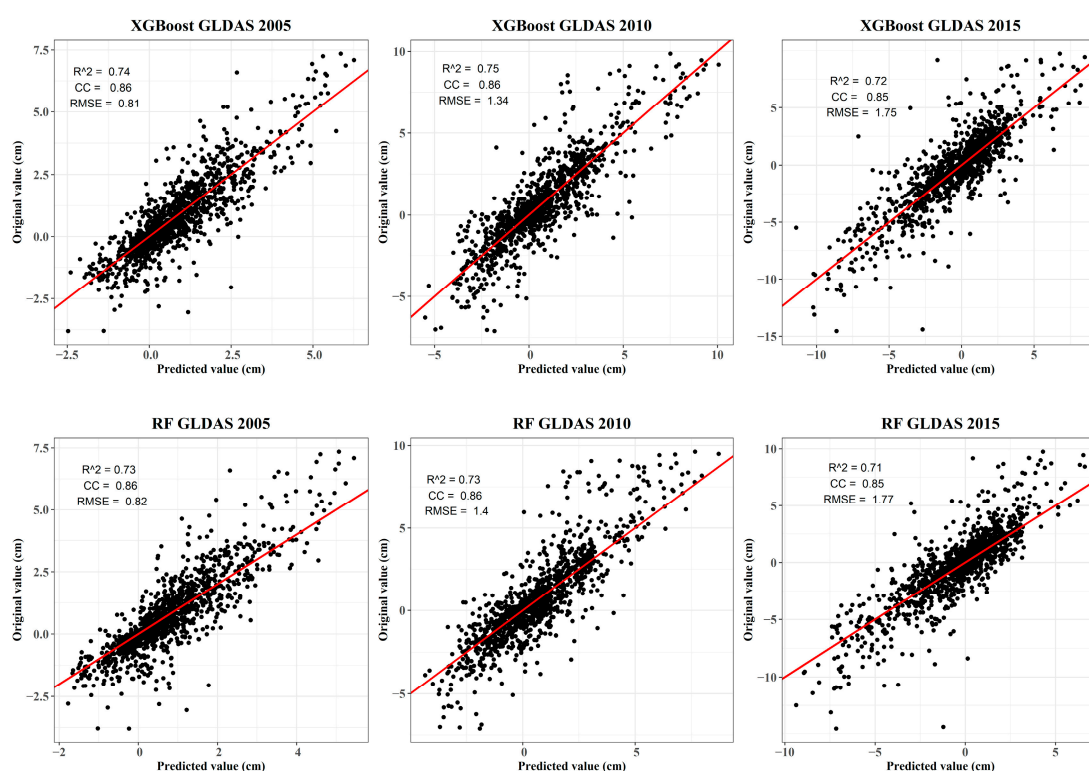 XGBoost GLDAS 2005
7.5
5.0
2.5
0.0
−2.5
R^2 = 0.74
CC = 0.86
RMSE = 0.81
Original value (cm)
−2.5 0.0 2.5 5.0
Predicted value (cm)
XGBoost GLDAS 2010
10
5
0
−5
R^2 = 0.75
CC = 0.86
RMSE = 1.34
Original value (cm)
−5 0 5 10
Predicted value (cm)
XGBoost GLDAS 2015
5
0
−5
−10
−15
R^2 = 0.72
CC = 0.85
RMSE = 1.75
Original value (cm)
−10 −5 0 5
Predicted value (cm)
RF GLDAS 2005
7.5
5.0
2.5
0.0
−2.5
R^2 = 0.73
CC = 0.86
RMSE = 0.82
Original value (cm)
−2 0 2 4
Predicted value (cm)
RF GLDAS 2010
10
5
0
−5
R^2 = 0.73
CC = 0.86
RMSE = 1.4
Original value (cm)
0 5
Predicted value (cm)
RF GLDAS 2015
10
5
0
−5
−10
R^2 = 0.71
CC = 0.85
RMSE = 1.77
Original value (cm)
−10 −5 0 5
Predicted value (cm)